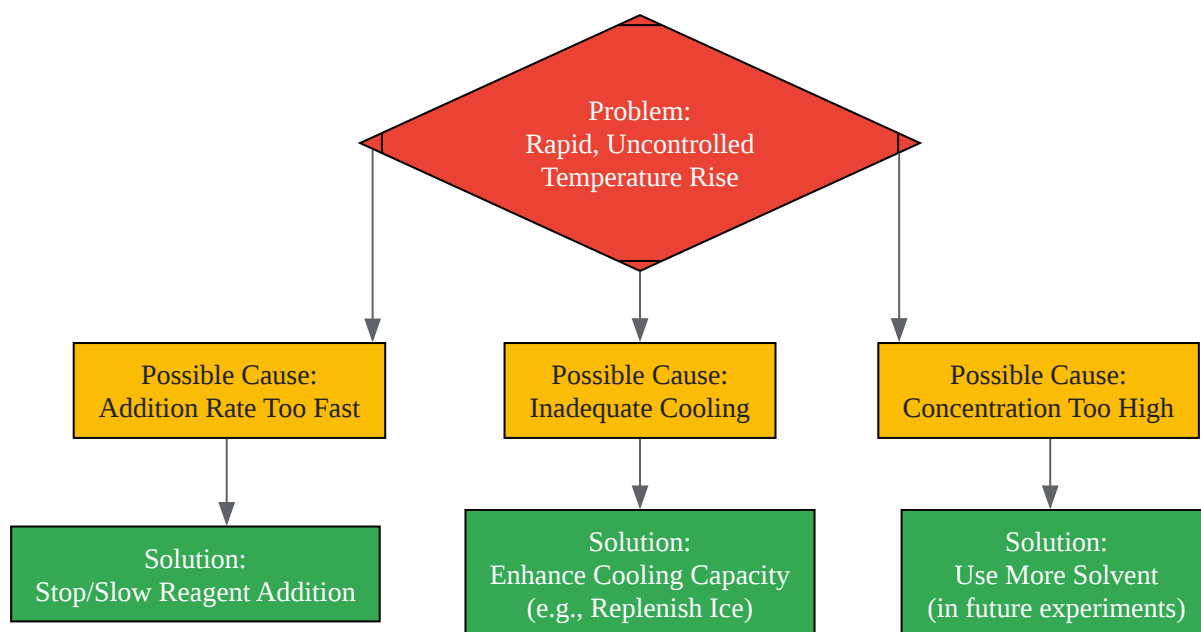 Problem:
Rapid, Uncontrolled
Temperature Rise
Possible Cause:
Addition Rate Too Fast
Possible Cause:
Inadequate Cooling
Possible Cause:
Concentration Too High
Solution:
Stop/Slow Reagent Addition
Solution:
Enhance Cooling Capacity
(e.g., Replenish Ice)
Solution:
Use More Solvent
(in future experiments)